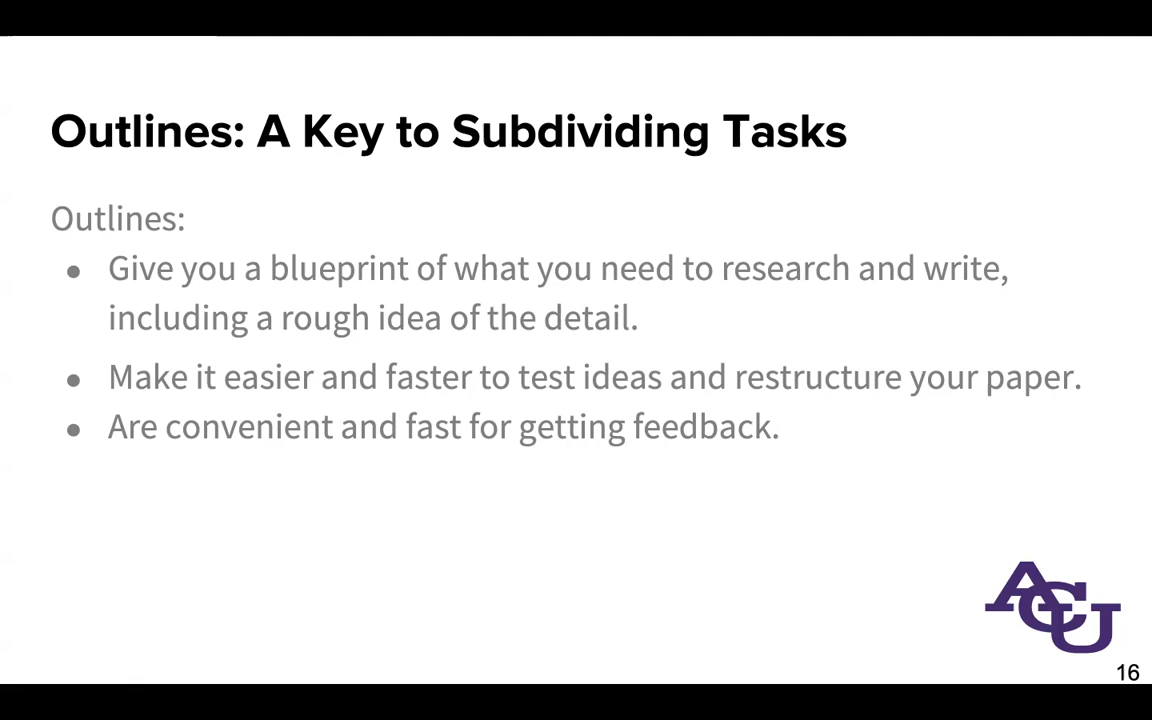 Outlines: A Key to Subdividing Tasks
Outlines:
● Give you a blueprint of what you need to research and write,
including a rough idea of the detail.
● Make it easier and faster to test ideas and restructure your paper.
● Are convenient and fast for getting feedback.
ACU
16